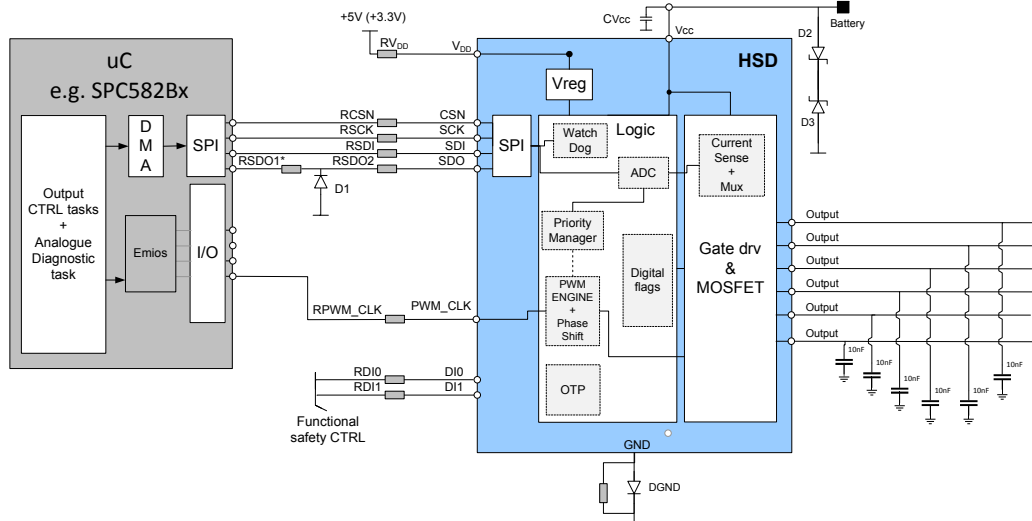 +5V (+3.3V)
RVDD
VDD
CVcc
Vcc
Battery
D2
D3
uC
e.g. SPC582Bx
HSD
Vreg
D
M
A
SPI
RCSN
CSN
RSCK
SCK
RSDI
SDI
RSDO1*
RSDO2
SDO
D1
SPI
Watch
Dog
Logic
ADC
Current
Sense
+
Mux
Output
CTRL tasks
+
Analogue
Diagnostic
task
Emios
I/O
Priority
Manager
Digital
flags
Gate drv
&
MOSFET
PWM
ENGINE
+
Phase
Shift
OTP
RPWM_CLK
PWM_CLK
RDI0
DI0
RDI1
DI1
Functional
safety CTRL
Output
Output
Output
Output
Output
Output
10nF
10nF
10nF
10nF
10nF
10nF
GND
DGND